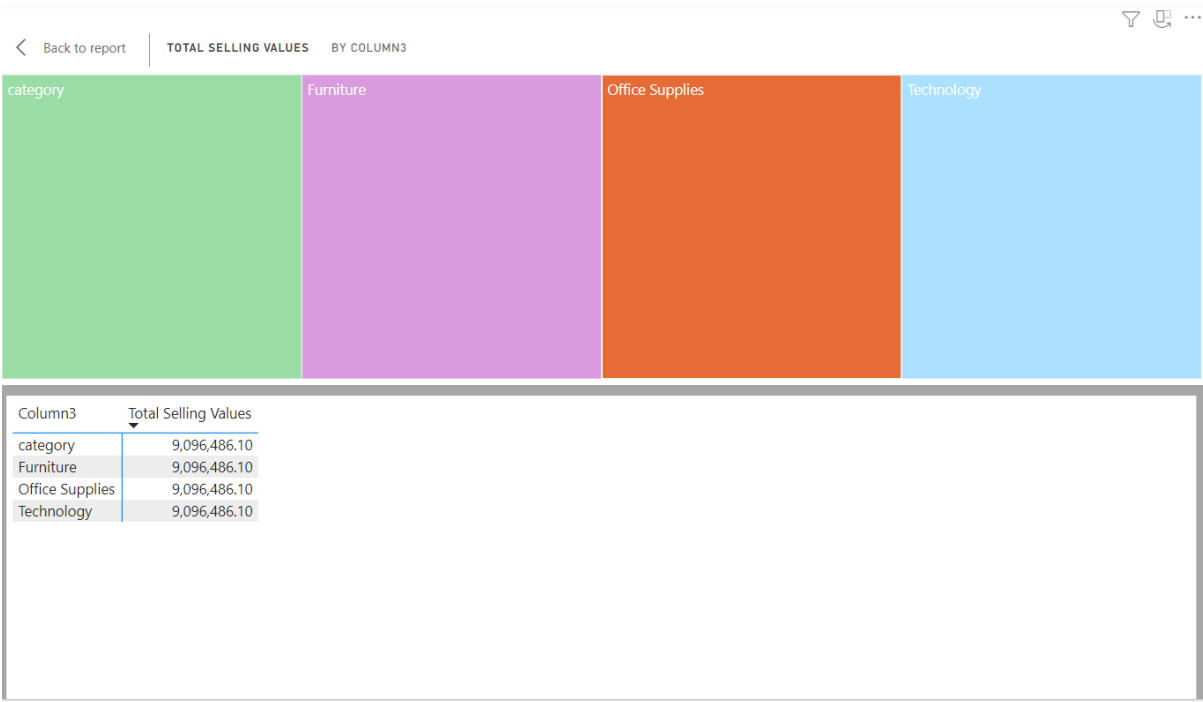 Back to report TOTAL SELLING VALUES BY COLUMN3
category Furniture Office Supplies Technology
Column3 Total Selling Values
category 9,096,486.10
Furniture 9,096,486.10
Office Supplies 9,096,486.10
Technology 9,096,486.10